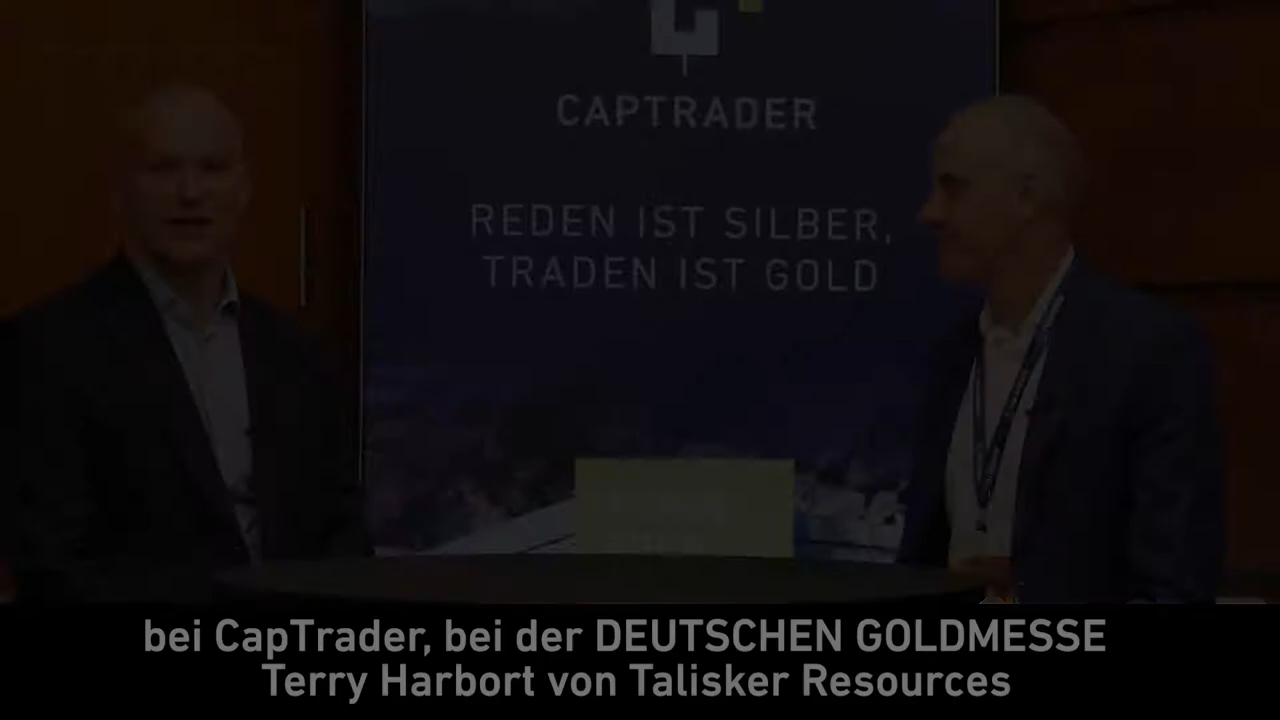 CAPTRADER
REDEN IST SILBER,
TRADEN IST GOLD
bei CapTrader, bei der DEUTSCHEN GOLDMESSE
Terry Harbort von Talisker Resources